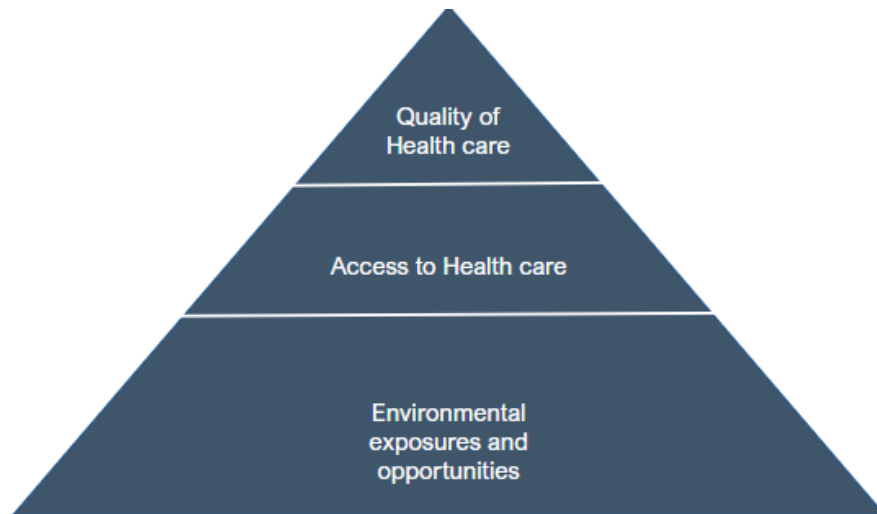 Quality of
Health care
Access to Health care
Environmental
exposures and
opportunities